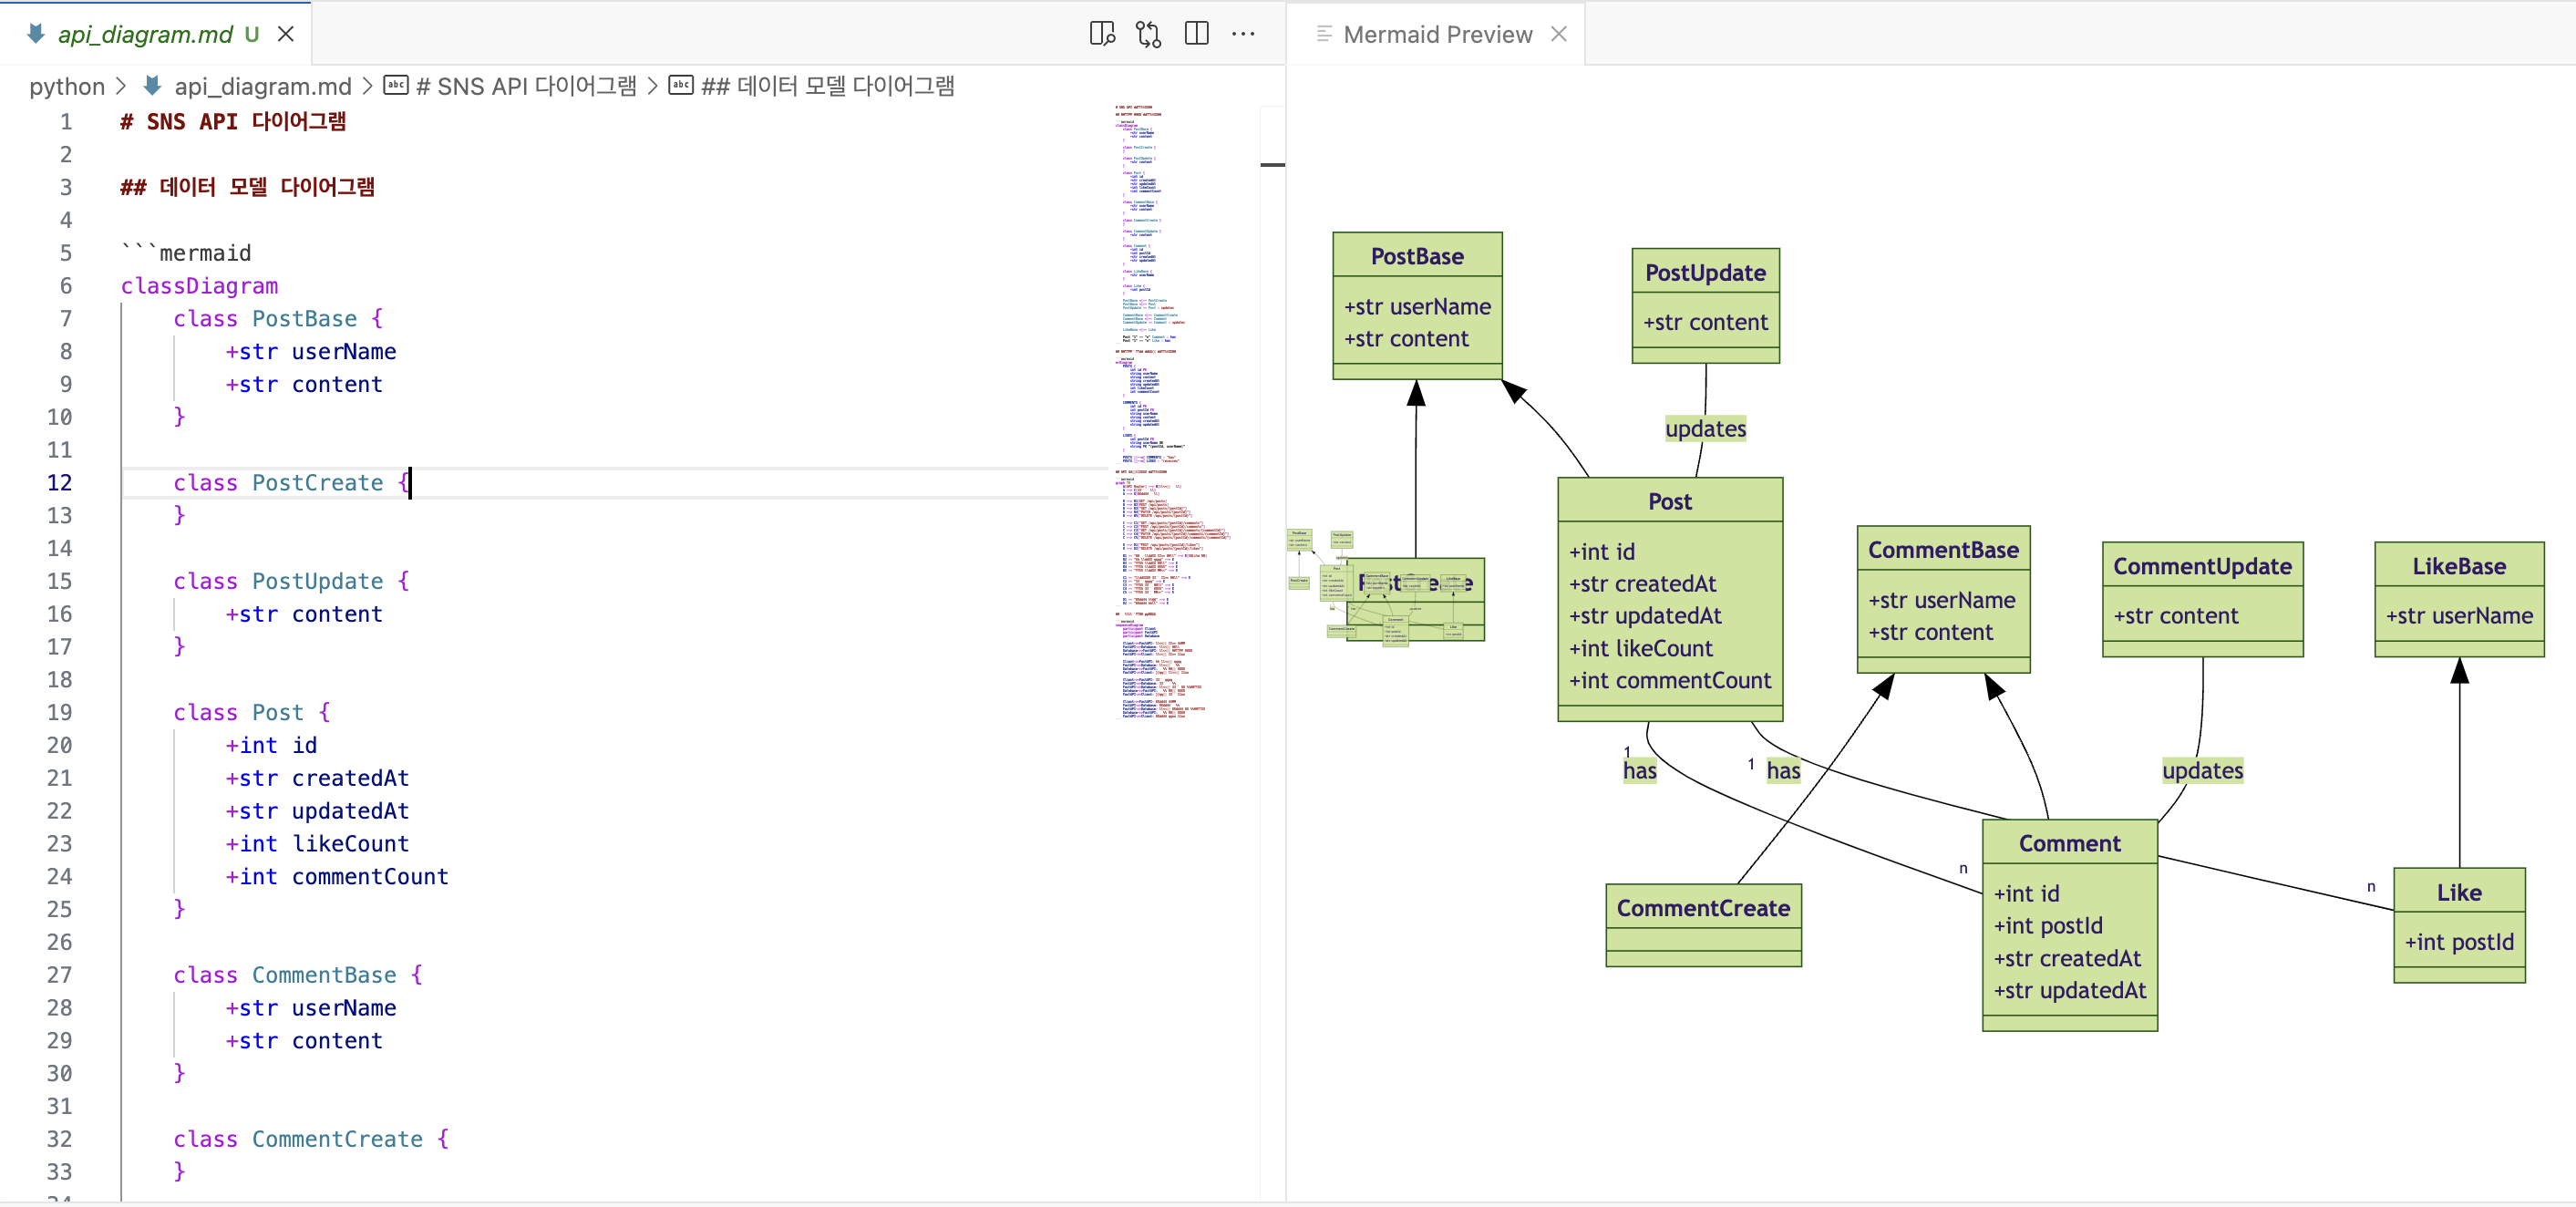 api_diagram.md U
Mermaid Preview
python > api_diagram.md > # SNS API 다이어그램 > ## 데이터 모델 다이어그램
1 # SNS API 다이어그램
2
3 ## 데이터 모델 다이어그램
4
5 ```mermaid
6 classDiagram
7 class PostBase {
8 +str userName
9 +str content
10 }
11
12 class PostCreate {
13 }
14
15 class PostUpdate {
16 +str content
17 }
18
19 class Post {
20 +int id
21 +str createdAt
22 +str updatedAt
23 +int likeCount
24 +int commentCount
25 }
26
27 class CommentBase {
28 +str userName
29 +str content
30 }
31
32 class CommentCreate {
33 }
PostBase
+str userName
+str content
PostUpdate
+str content
updates
Post
+int id
+str createdAt
+str updatedAt
+int likeCount
+int commentCount
CommentBase
+str userName
+str content
CommentUpdate
+str content
LikeBase
+str userName
1
has
1
has
updates
n
n
CommentCreate
Comment
+int id
+int postId
+str createdAt
+str updatedAt
Like
+int postId